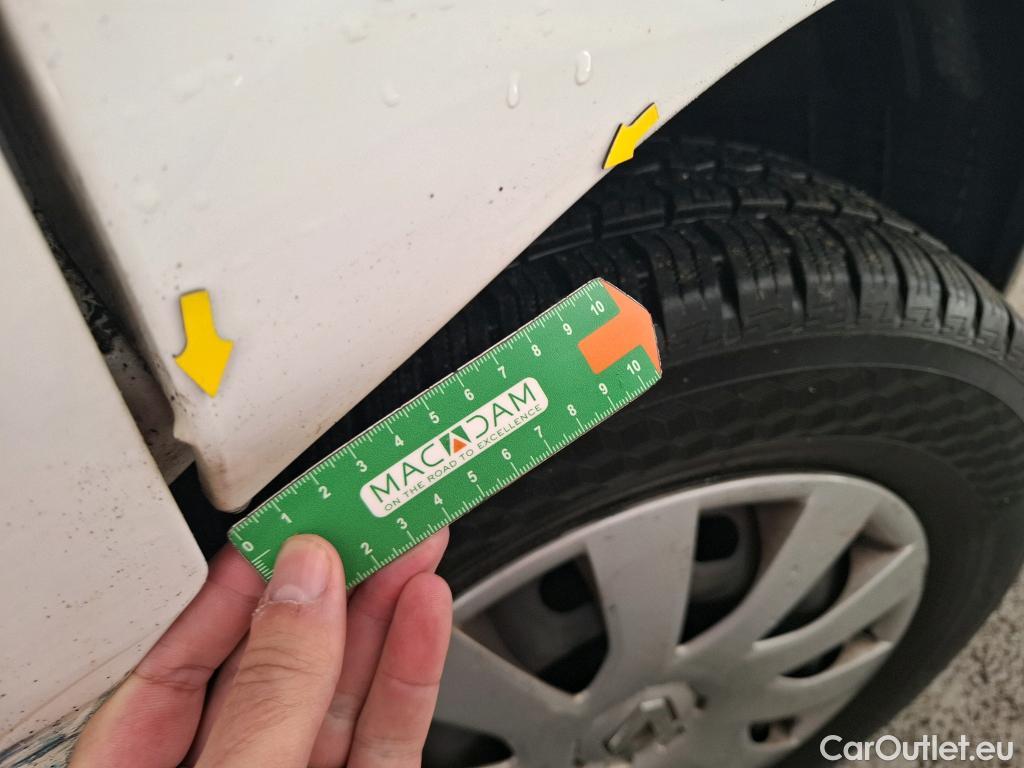 0 1 2 3 4 5 6 7 8 9 10
MACADAM
ON THE ROAD TO EXCELLENCE
2 3 4 5 6 7 8 9 10
CarOutlet.eu